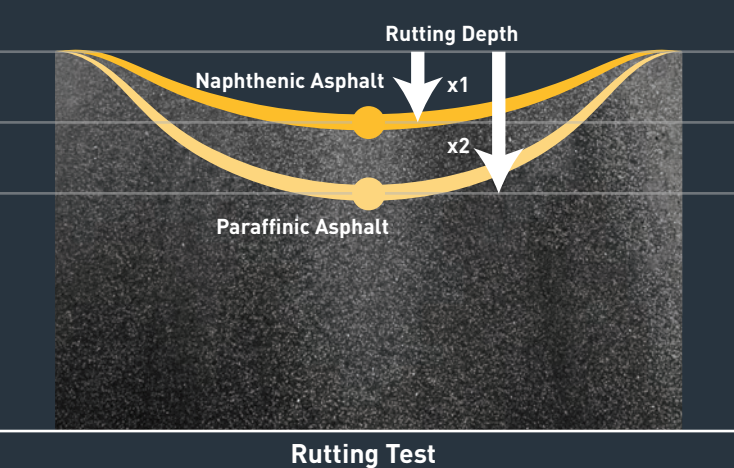 Rutting Depth
Naphthenic Asphalt
x1
x2
Paraffinic Asphalt
Rutting Test